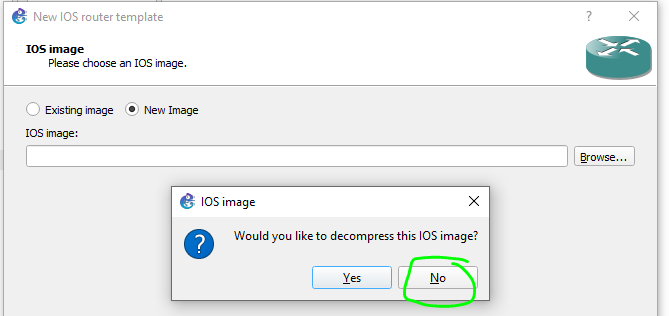 New IOS router template
IOS image
Please choose an IOS image.
Existing image
New Image
IOS image:
Browse...
IOS image
Would you like to decompress this IOS image?
Yes
No